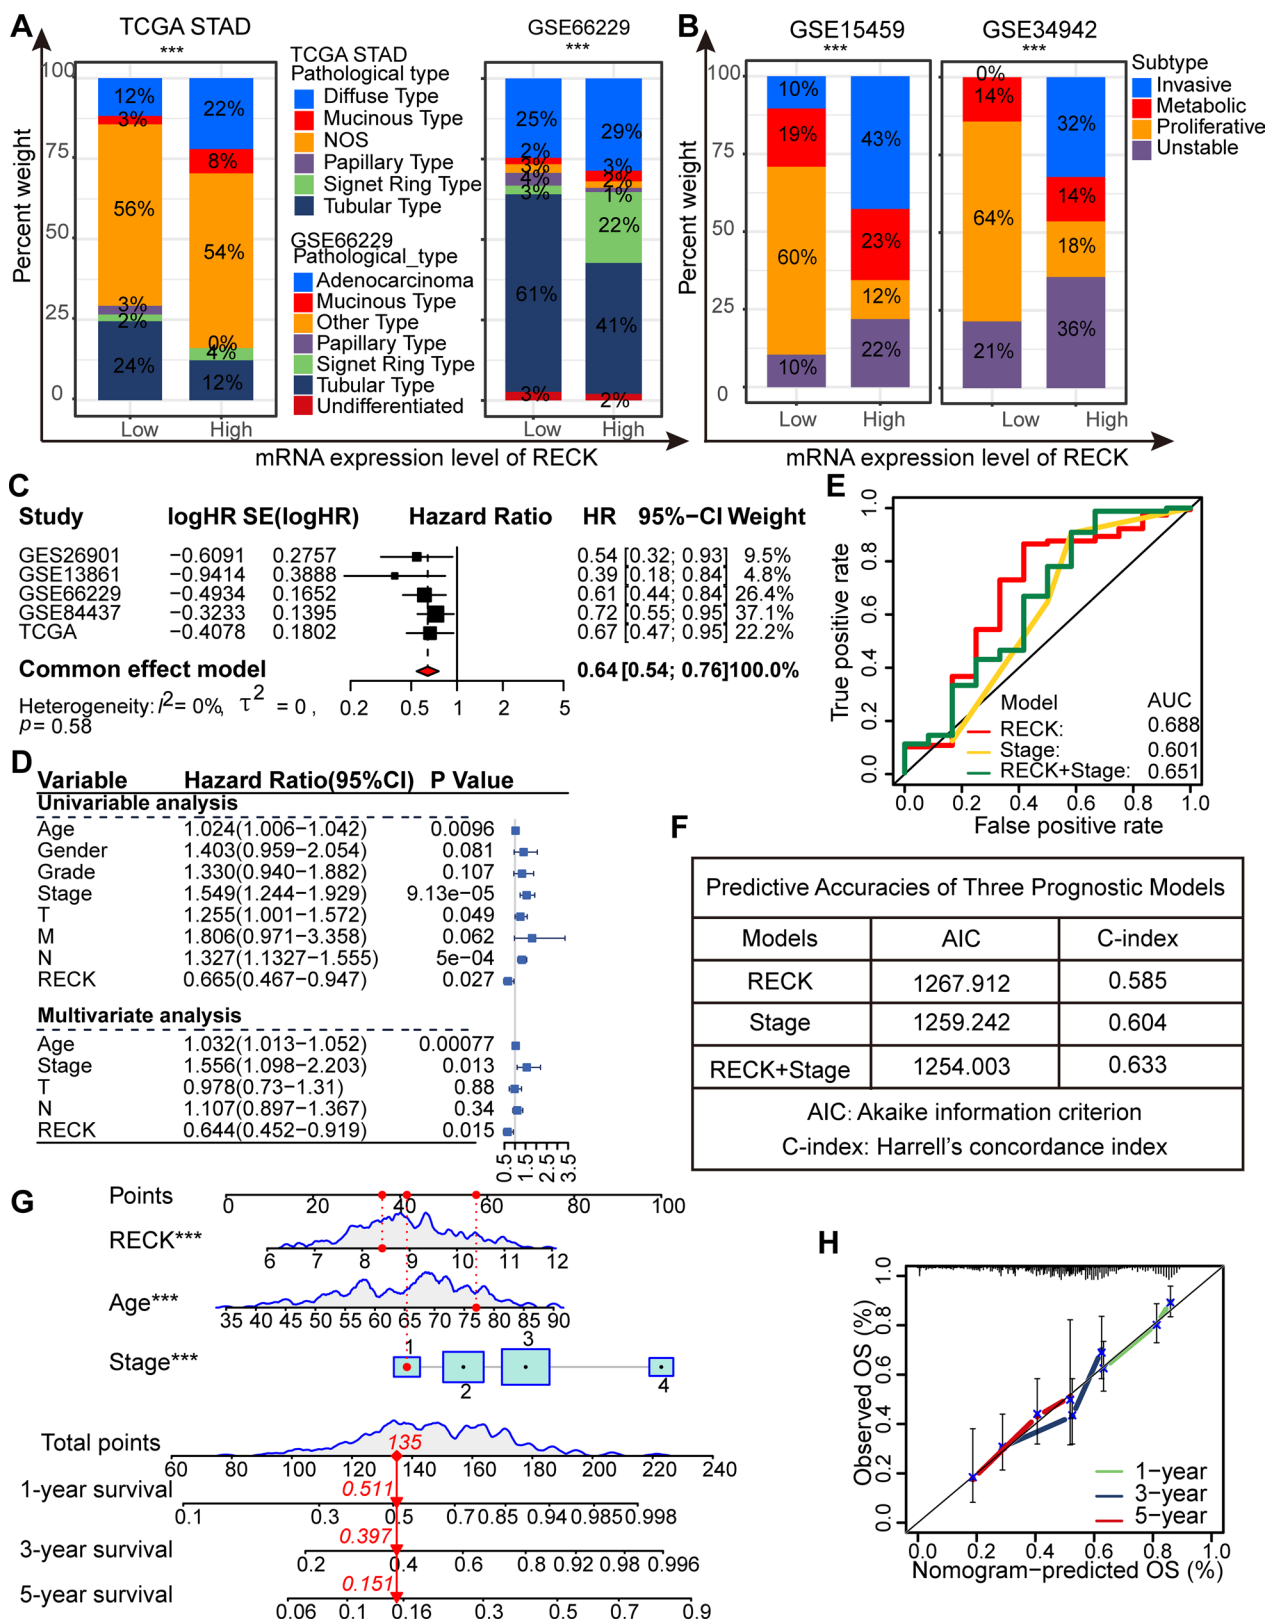 A
TCGA STAD
***
Percent weight
100
75
50
25
0
12%
3%
56%
3%
2%
24%
22%
8%
54%
0%
4%
12%
Low
High
TCGA STAD
Pathological type
Diffuse Type
Mucinous Type
NOS
Papillary Type
Signet Ring Type
Tubular Type
GSE66229
Pathological_type
Adenocarcinoma
Mucinous Type
Other Type
Papillary Type
Signet Ring Type
Tubular Type
Undifferentiated
GSE66229
***
25%
2%
3%
4%
3%
61%
3%
29%
3%
2%
1%
22%
41%
2%
Low
High
mRNA expression level of RECK
B
GSE15459
***
GSE34942
***
Percent weight
100
75
50
25
0
10%
19%
60%
10%
43%
23%
12%
22%
0%
14%
64%
21%
32%
14%
18%
36%
Low
High
Low
High
mRNA expression level of RECK
Subtype
Invasive
Metabolic
Proliferative
Unstable
C
Study logHR SE(logHR) Hazard Ratio HR 95%−CI Weight
GES26901 −0.6091 0.2757 0.54 [0.32; 0.93] 9.5%
GSE13861 −0.9414 0.3888 0.39 [0.18; 0.84] 4.8%
GSE66229 −0.4934 0.1652 0.61 [0.44; 0.84] 26.4%
GSE84437 −0.3233 0.1395 0.72 [0.55; 0.95] 37.1%
TCGA −0.4078 0.1802 0.67 [0.47; 0.95] 22.2%
Common effect model 0.64 [0.54; 0.76] 100.0%
Heterogeneity: I² = 0%, τ² = 0 ,
p = 0.58
0.2 0.5 1 2 5
D
Variable Hazard Ratio(95%CI) P Value
Univariable analysis
Age 1.024(1.006−1.042) 0.0096
Gender 1.403(0.959−2.054) 0.081
Grade 1.330(0.940−1.882) 0.107
Stage 1.549(1.244−1.929) 9.13e−05
T 1.255(1.001−1.572) 0.049
M 1.806(0.971−3.358) 0.062
N 1.327(1.1327−1.555) 5e−04
RECK 0.665(0.467−0.947) 0.027
Multivariate analysis
Age 1.032(1.013−1.052) 0.00077
Stage 1.556(1.098−2.203) 0.013
T 0.978(0.73−1.31) 0.88
N 1.107(0.897−1.367) 0.34
RECK 0.644(0.452−0.919) 0.015
0.5 1.5 2.5 3.5
E
True positive rate
1.0
0.8
0.6
0.4
0.2
0.0
Model AUC
RECK: 0.688
Stage: 0.601
RECK+Stage: 0.651
0.0 0.2 0.4 0.6 0.8 1.0
False positive rate
F
Predictive Accuracies of Three Prognostic Models
Models AIC C-index
RECK 1267.912 0.585
Stage 1259.242 0.604
RECK+Stage 1254.003 0.633
AIC: Akaike information criterion
C-index: Harrell’s concordance index
G
Points 0 20 40 60 80 100
RECK***
6 7 8 9 10 11 12
Age***
35 40 45 50 55 60 65 70 75 80 85 90
Stage*** 1 2 3 4
Total points
135
60 80 100 120 140 160 180 200 220 240
1−year survival 0.511
0.1 0.3 0.5 0.7 0.85 0.94 0.985 0.998
3−year survival 0.397
0.2 0.4 0.6 0.8 0.92 0.98 0.996
5−year survival 0.151
0.06 0.1 0.16 0.3 0.5 0.7 0.9
H
Observed OS (%)
1.0
0.8
0.6
0.4
0.2
0.0
1−year
3−year
5−year
0.0 0.2 0.4 0.6 0.8 1.0
Nomogram−predicted OS (%)